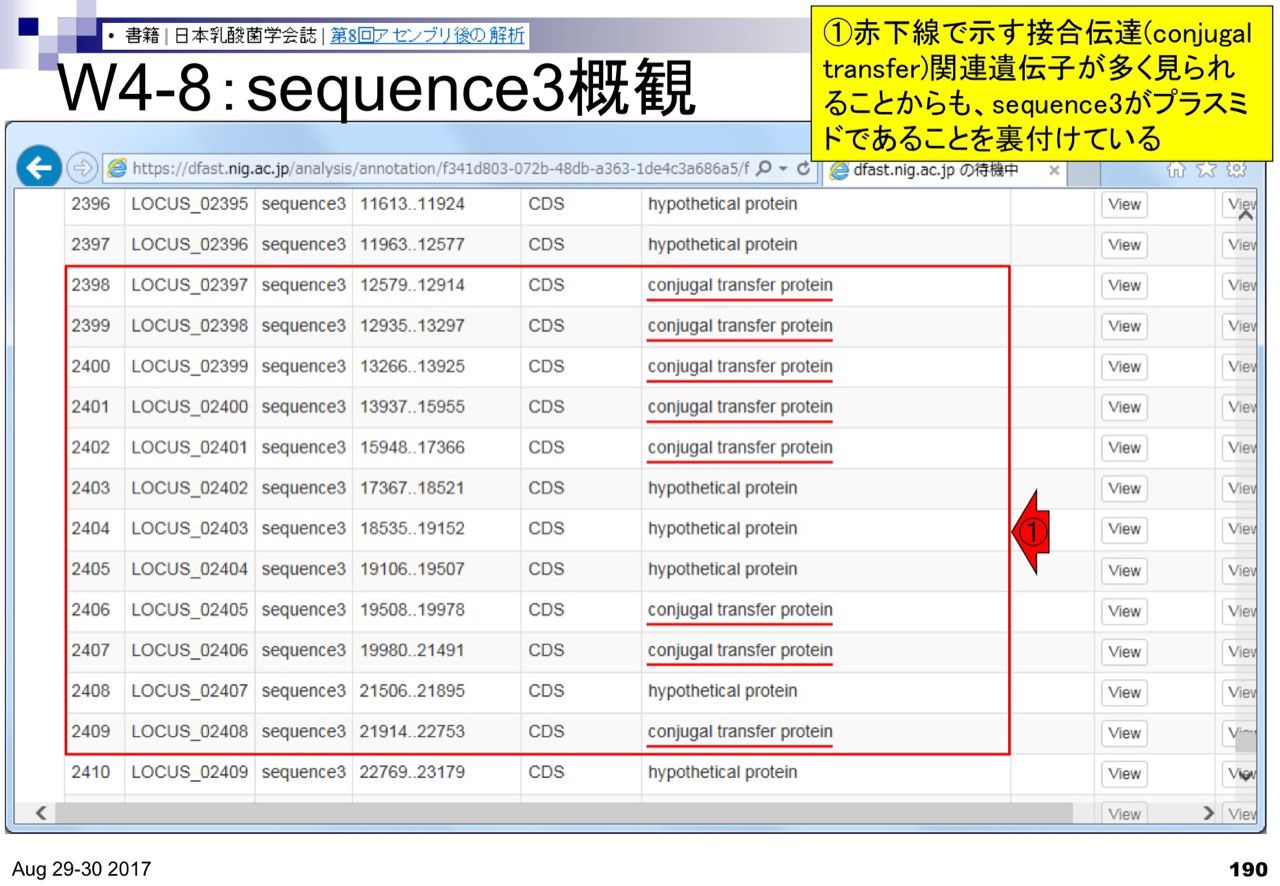 • 書籍 | 日本乳酸菌学会誌 | 第8回アセンブリ後の解析
W4-8：sequence3概観
①赤下線で示す接合伝達(conjugal
transfer)関連遺伝子が多く見られ
ることからも、sequence3がプラスミ
ドであることを裏付けている
https://dfast.nig.ac.jp/analysis/annotation/f341d803-072b-48db-a363-1de4c3a686a5/f
dfast.nig.ac.jp の待機中
2396 LOCUS_02395 sequence3 11613..11924 CDS hypothetical protein View View
2397 LOCUS_02396 sequence3 11963..12577 CDS hypothetical protein View View
2398 LOCUS_02397 sequence3 12579..12914 CDS conjugal transfer protein View View
2399 LOCUS_02398 sequence3 12935..13297 CDS conjugal transfer protein View View
2400 LOCUS_02399 sequence3 13266..13925 CDS conjugal transfer protein View View
2401 LOCUS_02400 sequence3 13937..15955 CDS conjugal transfer protein View View
2402 LOCUS_02401 sequence3 15948..17366 CDS conjugal transfer protein View View
2403 LOCUS_02402 sequence3 17367..18521 CDS hypothetical protein View View
2404 LOCUS_02403 sequence3 18535..19152 CDS hypothetical protein View View
①
2405 LOCUS_02404 sequence3 19106..19507 CDS hypothetical protein View View
2406 LOCUS_02405 sequence3 19508..19978 CDS conjugal transfer protein View View
2407 LOCUS_02406 sequence3 19980..21491 CDS conjugal transfer protein View View
2408 LOCUS_02407 sequence3 21506..21895 CDS hypothetical protein View View
2409 LOCUS_02408 sequence3 21914..22753 CDS conjugal transfer protein View View
2410 LOCUS_02409 sequence3 22769..23179 CDS hypothetical protein View View
View View
Aug 29-30 2017
190